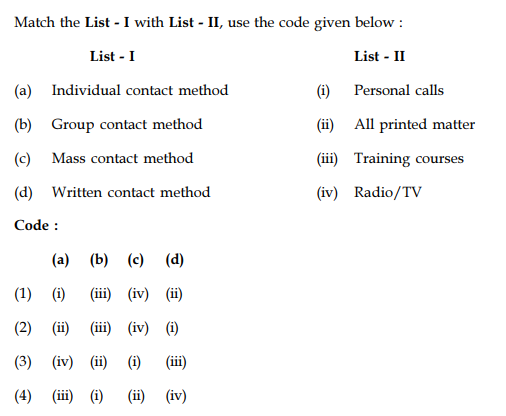 Match the List - I with List - II, use the code given below :
List - I List - II
(a) Individual contact method (i) Personal calls
(b) Group contact method (ii) All printed matter
(c) Mass contact method (iii) Training courses
(d) Written contact method (iv) Radio/TV
Code :
(a) (b) (c) (d)
(1) (i) (iii) (iv) (ii)
(2) (ii) (iii) (iv) (i)
(3) (iv) (ii) (i) (iii)
(4) (iii) (i) (ii) (iv)